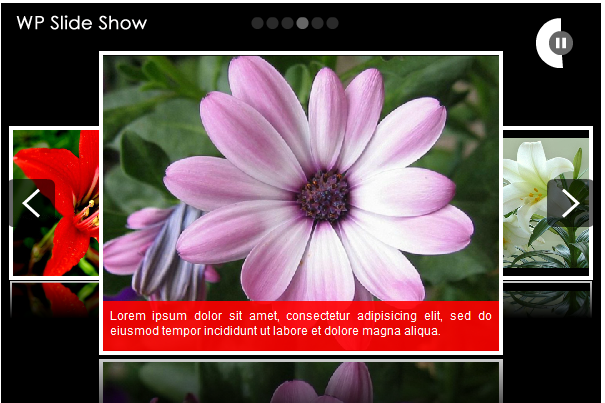 WP Slide Show
Lorem ipsum dolor sit amet, consectetur adipisicing elit, sed do
eiusmod tempor incididunt ut labore et dolore magna aliqua.